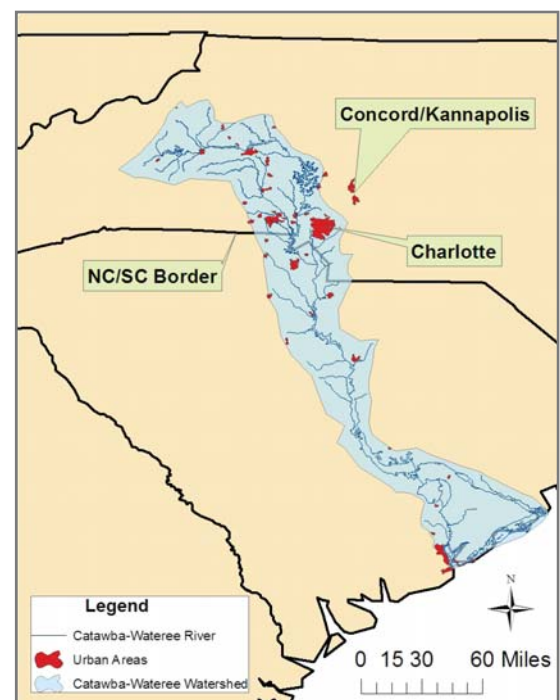 Concord/Kannapolis
Charlotte
NC/SC Border
Legend
Catawba-Wateree River
Urban Areas
Catawba-Wateree Watershed
N
0 15 30 60 Miles